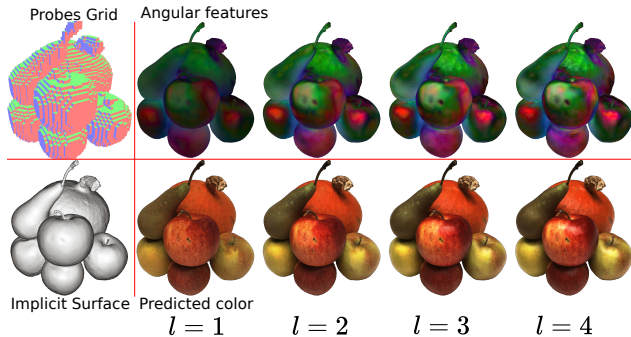 Probes Grid
Angular features
Implicit Surface
Predicted color
l = 1
l = 2
l = 3
l = 4